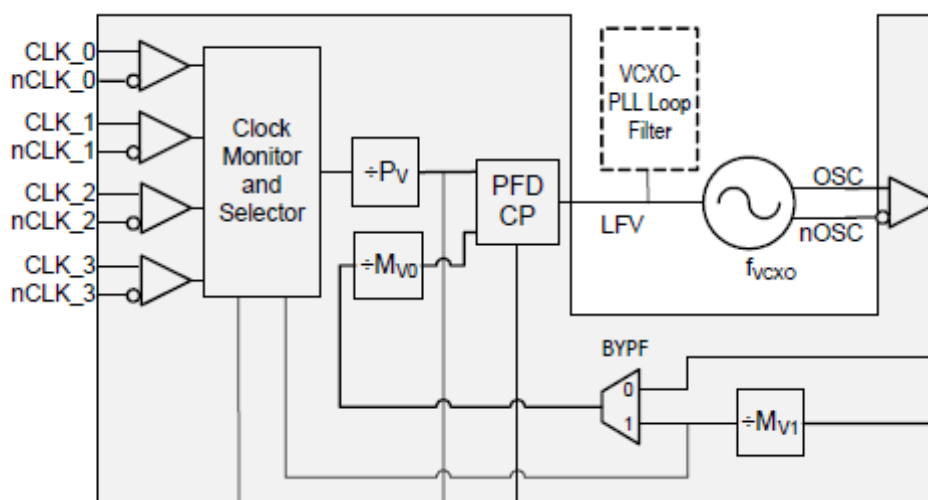 CLK_0
nCLK_0
CLK_1
nCLK_1
CLK_2
nCLK_2
CLK_3
nCLK_3
Clock
Monitor
and
Selector
÷PV
÷MV0
PFD
CP
VCXO-
PLL Loop
Filter
LFV
OSC
nOSC
fVCXO
BYPF
0
1
÷MV1